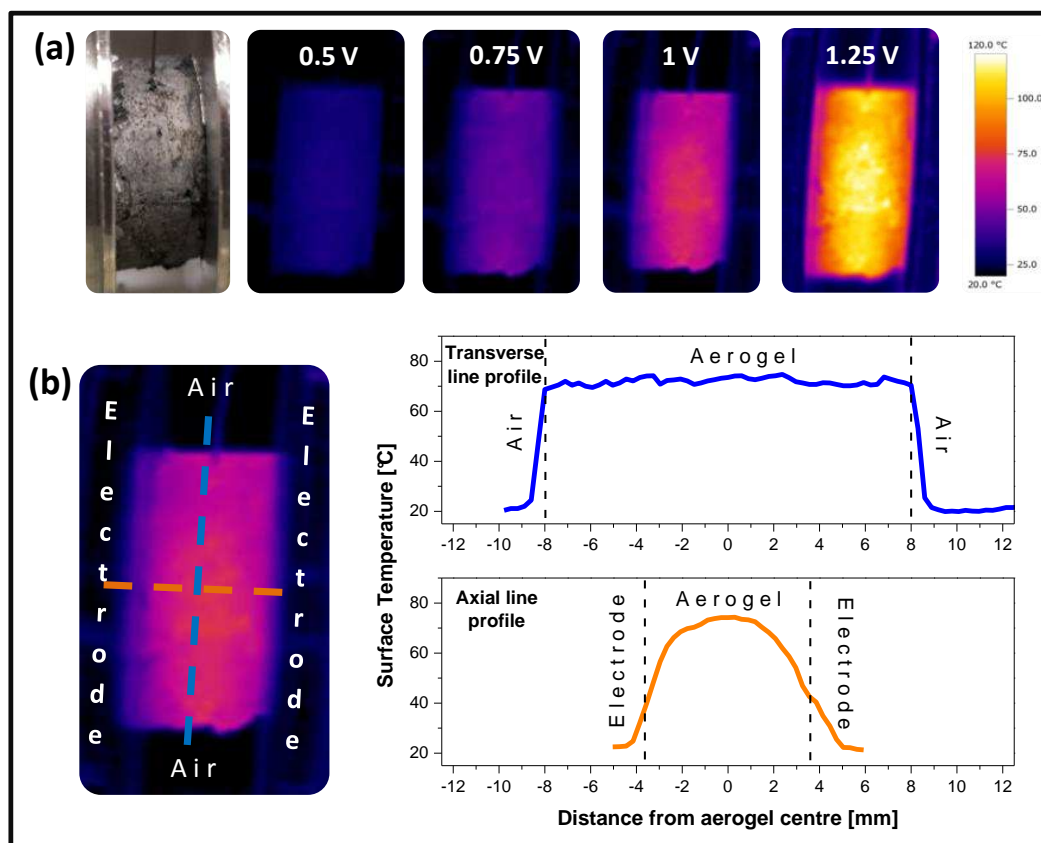 (a)
0.5 V
0.75 V
1 V
1.25 V
120.0 °C
100.0
75.0
50.0
25.0
20.0 °C
(b)
Air
Electrode
Electrode
Air
Surface Temperature [°C]
Transverse
line profile
Aerogel
Air
Air
80
60
40
20
-12 -10 -8 -6 -4 -2 0 2 4 6 8 10 12
Axial line
profile
Aerogel
Electrode
Electrode
80
60
40
20
-12 -10 -8 -6 -4 -2 0 2 4 6 8 10 12
Distance from aerogel centre [mm]